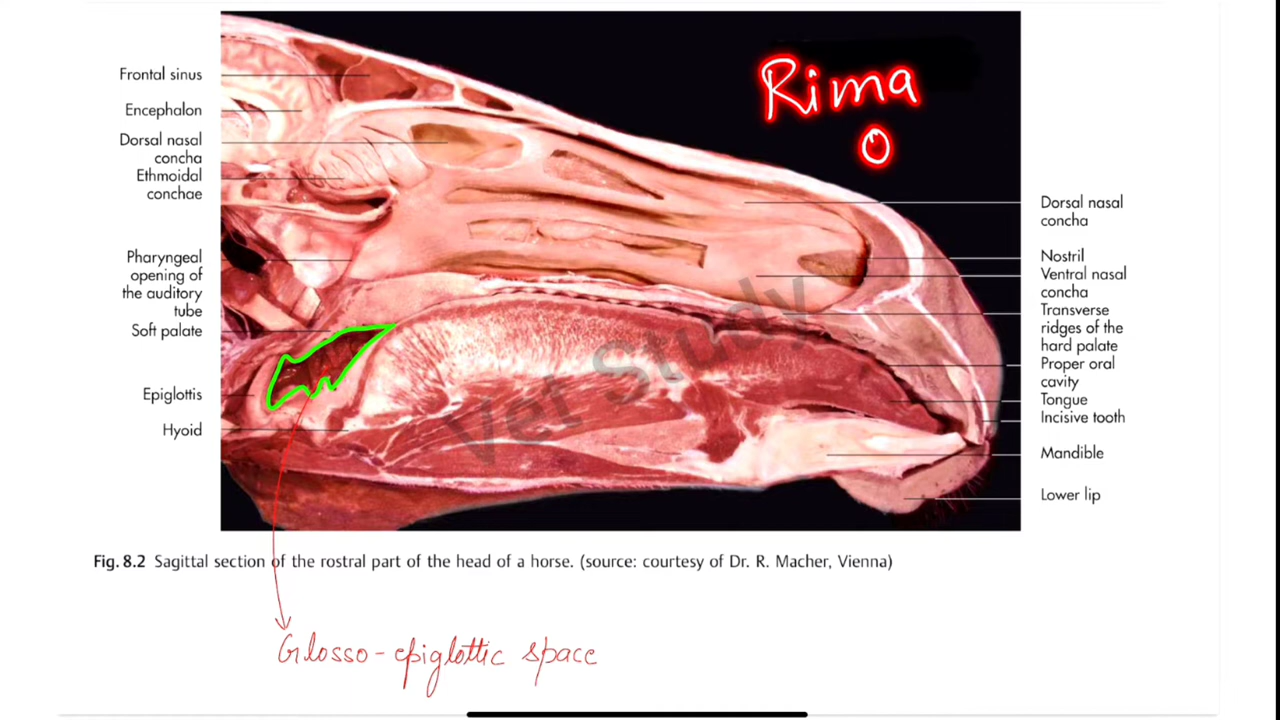 Rima
O
Frontal sinus
Encephalon
Dorsal nasal
concha
Ethmoidal
conchae
Pharyngeal
opening of
the auditory
tube
Soft palate
Epiglottis
Hyoid
Dorsal nasal
concha
Nostril
Ventral nasal
concha
Transverse
ridges of the
hard palate
Proper oral
cavity
Tongue
Incisive tooth
Mandible
Lower lip
Vet Study
Fig. 8.2 Sagittal section of the rostral part of the head of a horse. (source: courtesy of Dr. R. Macher, Vienna)
Glosso-epiglottic space